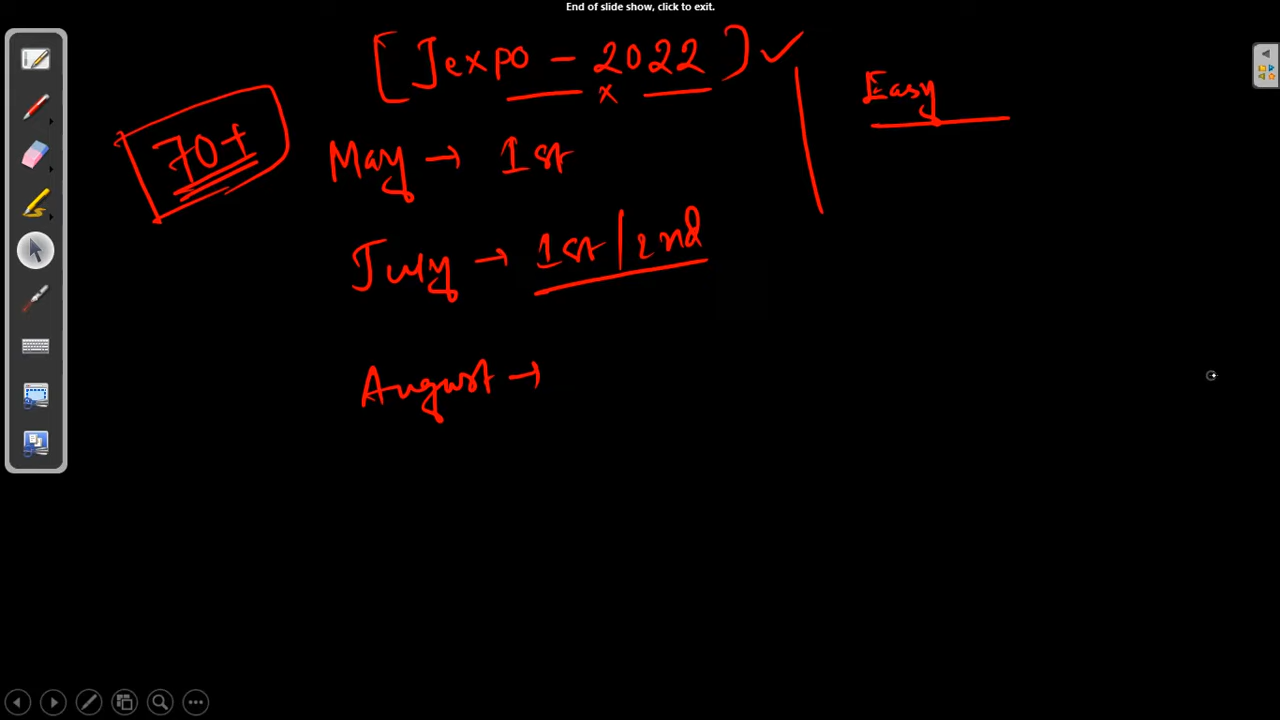 End of slide show, click to exit.
[Jexpo - 2022) ✓
x
Easy
70+
May → 1st
July → 1st | 2nd
August →